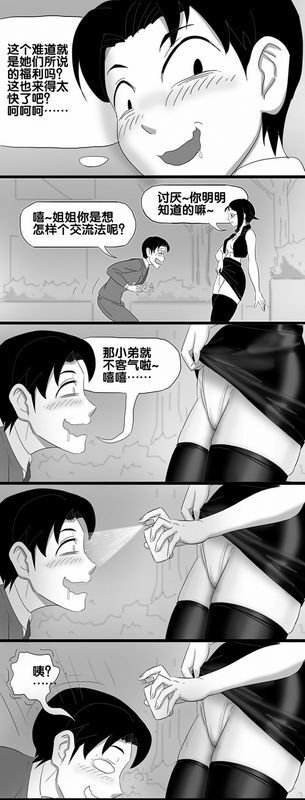 这个难道就
是她们所说
的福利吗?
这也来得太
快了吧?
呵呵呵……
嘻~姐姐你是想
怎样个交流法呢?
讨厌~你明明
知道的嘛~
那小弟就
不客气啦~
嘻嘻……
咦?
……